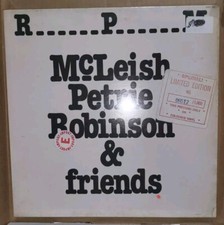 R......P......M
McLeish
Petrie
Robinson
&
friends
LIMITED EDITION